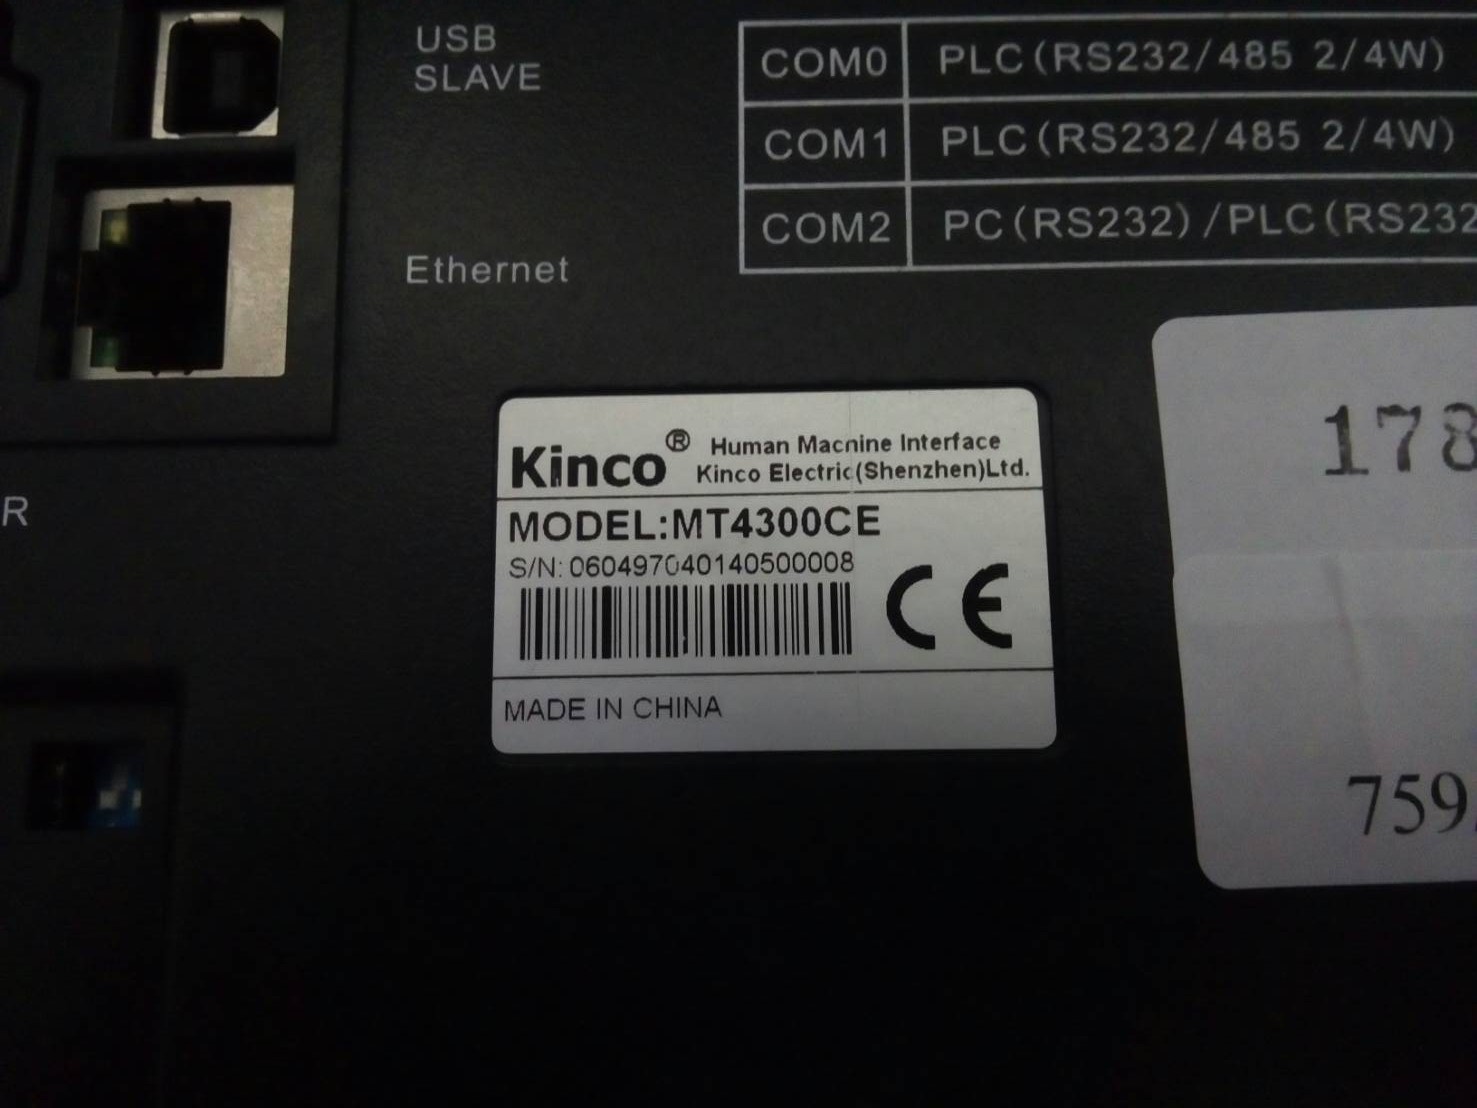 USB
SLAVE
COM0 PLC(RS232/485 2/4W)
COM1 PLC(RS232/485 2/4W)
COM2 PC(RS232)/PLC(RS232
Ethernet
R
Kinco® Human Machine Interface
Kinco Electric(Shenzhen)Ltd.
MODEL:MT4300CE
S/N: 060497040140500008
CE
MADE IN CHINA
178
759